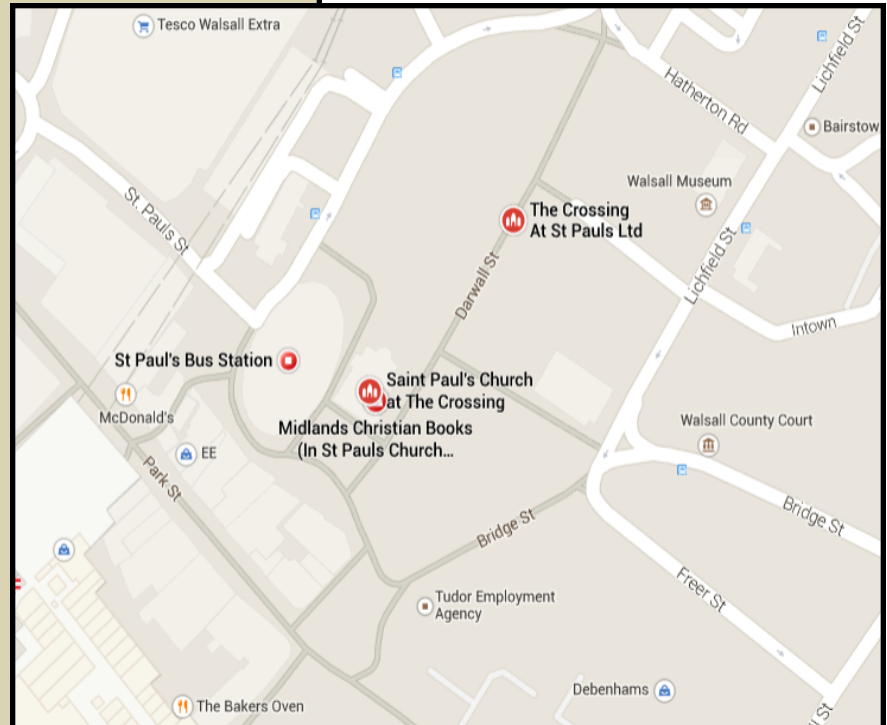 Tesco Walsall Extra
Lichfield St
Hatherton Rd
Bairstow
Walsall Museum
St. Pauls St
The Crossing
At St Pauls Ltd
Lichfield St
Darwall St
Intown
St Paul's Bus Station
Saint Paul's Church
at The Crossing
McDonald's
Midlands Christian Books
(In St Pauls Church...
Walsall County Court
EE
Park St
Bridge St
Bridge St
Freer St
Tudor Employment
Agency
Debenhams
The Bakers Oven
St